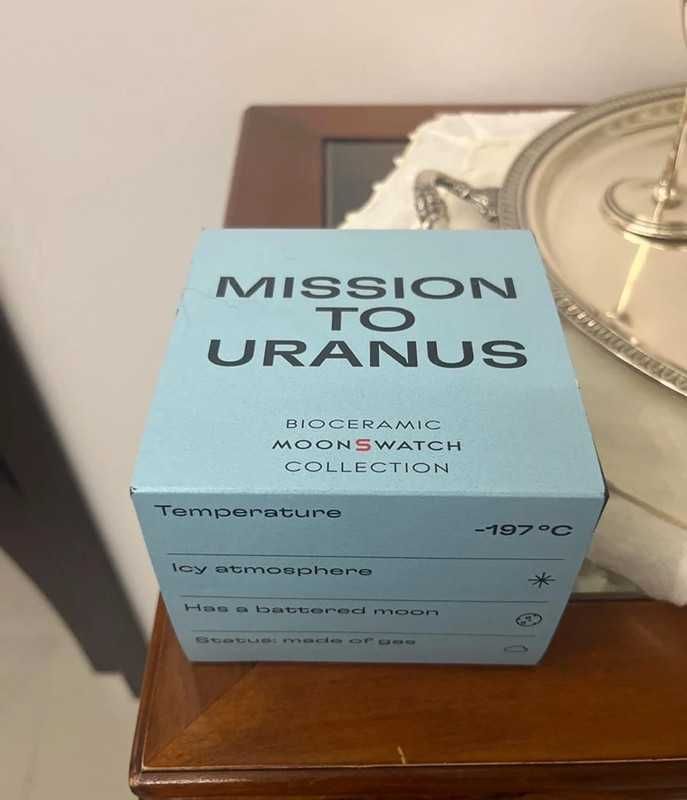 MISSION
TO
URANUS
BIOCERAMIC
MOONSWATCH
COLLECTION
Temperature
-197°C
Icy atmosphere
Has a battered moon
Status: made of gas